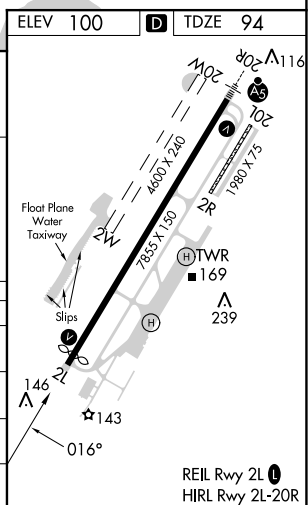 ELEV 100 D TDZE 94
20W
20R
116
A5
20L
4600 X 240
1980 X 75
2R
7855 X 150
Float Plane
Water
Taxiway
2W
H TWR
169
Slips
239
H
V
V
2L
146
143
016°
REIL Rwy 2L L
HIRL Rwy 2L-20R